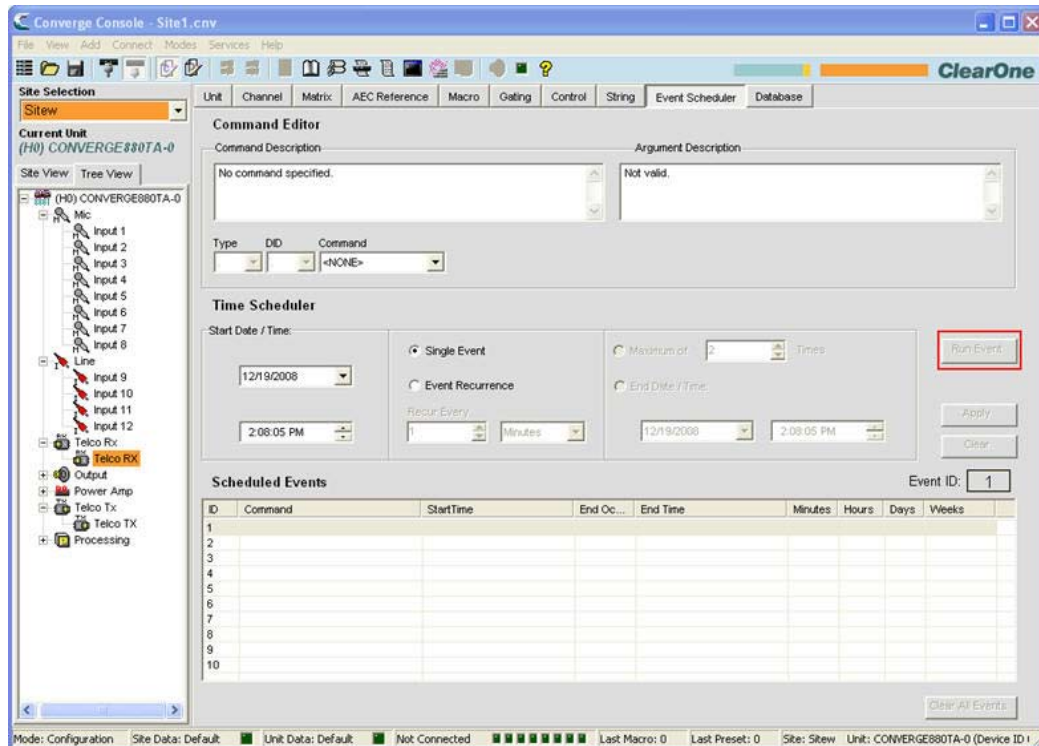 Converge Console - Site1.cnv
File View Add Connect Modes Services Help
ClearOne
Site Selection
Sitew
Current Unit
(H0) CONVERGE880TA-0
Site View Tree View
(H0) CONVERGE880TA-0
Mic
Input 1
Input 2
Input 3
Input 4
Input 5
Input 6
Input 7
Input 8
Line
Input 9
Input 10
Input 11
Input 12
Telco Rx
Telco RX
Output
Power Amp
Telco Tx
Telco TX
Processing
Unit Channel Matrix AEC Reference Macro Gating Control String Event Scheduler Database
Command Editor
Command Description
No command specified.
Argument Description
Not valid.
Type DID Command
<NONE>
Time Scheduler
Start Date / Time:
12/19/2008
2:08:05 PM
Single Event
Event Recurrence
Recur Every
1 Minutes
Maximum of 2 Times
End Date / Time
12/19/2008 2:08:05 PM
Run Event
Apply
Clear
Scheduled Events
Event ID: 1
ID Command StartTime End Oc... End Time Minutes Hours Days Weeks
1
2
3
4
5
6
7
8
9
10
Clear All Events
Mode: Configuration Site Data: Default Unit Data: Default Not Connected Last Macro: 0 Last Preset: 0 Site: Sitew Unit: CONVERGE880TA-0 (Device ID